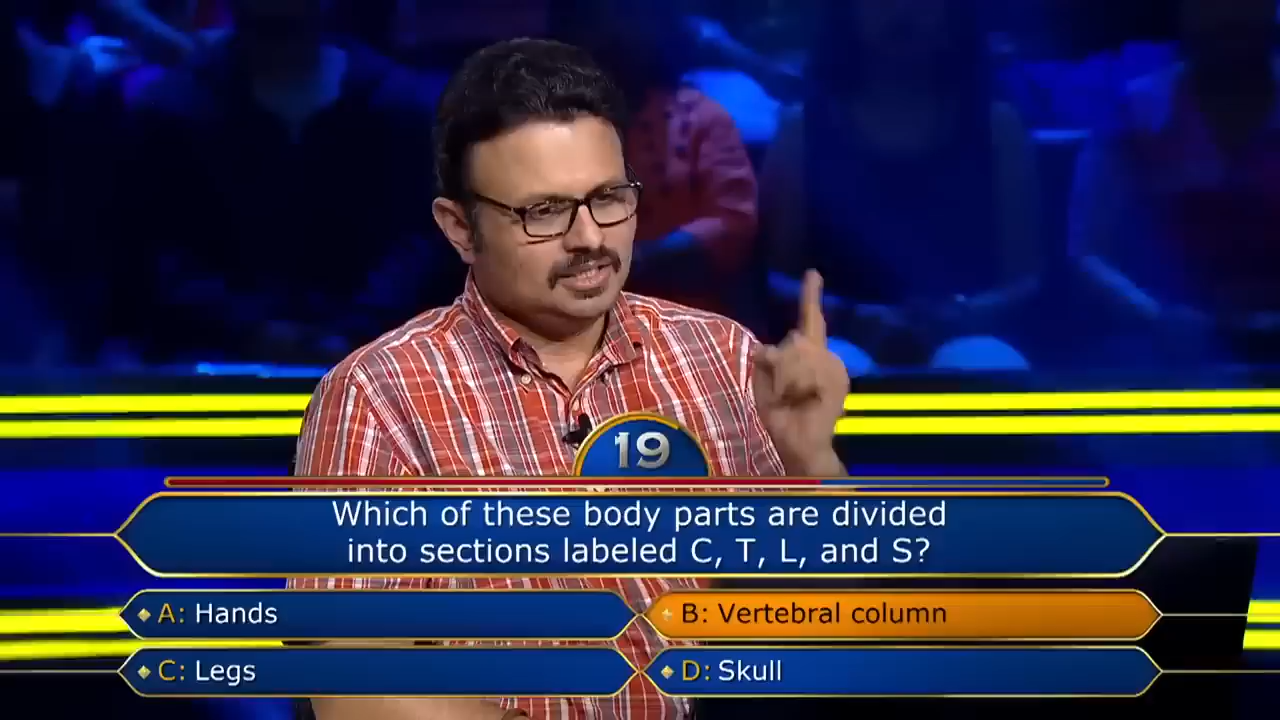 19
Which of these body parts are divided
into sections labeled C, T, L, and S?
A: Hands
B: Vertebral column
C: Legs
D: Skull